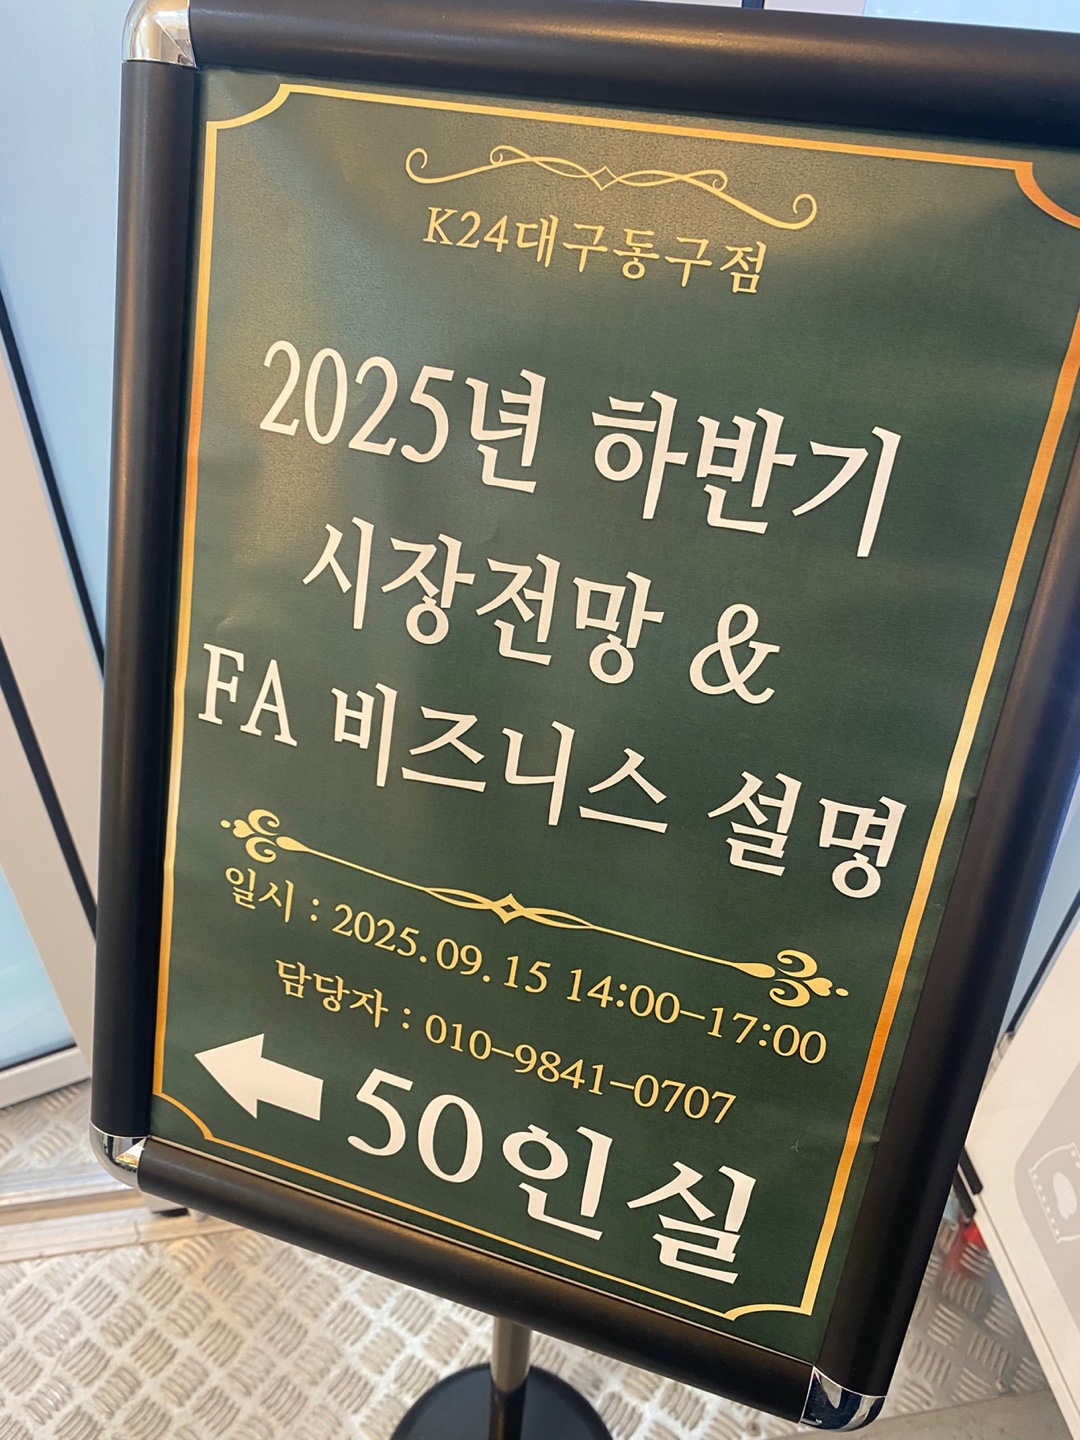 K24대구동구점
2025년 하반기
시장전망 &
FA 비즈니스 설명
일시 : 2025.09.15 14:00-17:00
담당자 : 010-9841-0707
50인실